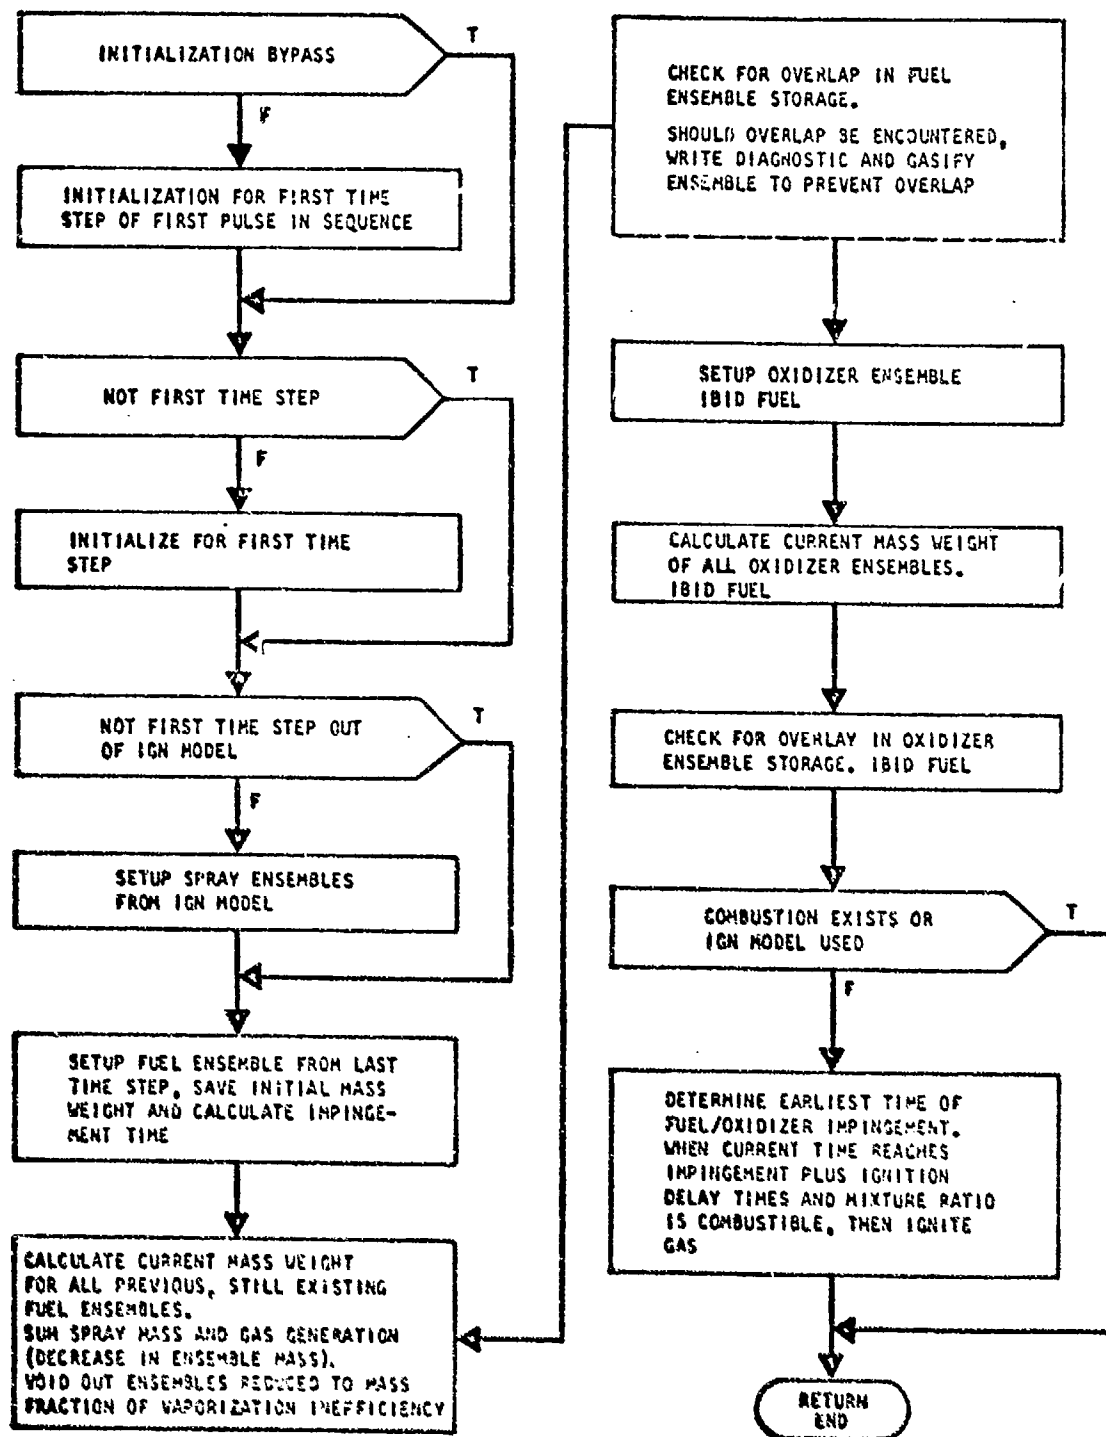 INITIALIZATION BYPASS
T
F
INITIALIZATION FOR FIRST TIME
STEP OF FIRST PULSE IN SEQUENCE
NOT FIRST TIME STEP
T
F
INITIALIZE FOR FIRST TIME
STEP
NOT FIRST TIME STEP OUT
OF IGN MODEL
T
F
SETUP SPRAY ENSEMBLES
FROM IGN MODEL
SETUP FUEL ENSEMBLE FROM LAST
TIME STEP, SAVE INITIAL MASS
WEIGHT AND CALCULATE IMPINGE-
MENT TIME
CALCULATE CURRENT MASS WEIGHT
FOR ALL PREVIOUS, STILL EXISTING
FUEL ENSEMBLES.
SUM SPRAY MASS AND GAS GENERATION
(DECREASE IN ENSEMBLE MASS).
VOID OUT ENSEMBLES REDUCED TO MASS
FRACTION OF VAPORIZATION INEFFICIENCY
CHECK FOR OVERLAP IN FUEL
ENSEMBLE STORAGE.
SHOULD OVERLAP BE ENCOUNTERED,
WRITE DIAGNOSTIC AND GASIFY
ENSEMBLE TO PREVENT OVERLAP
SETUP OXIDIZER ENSEMBLE
IBID FUEL
CALCULATE CURRENT MASS WEIGHT
OF ALL OXIDIZER ENSEMBLES.
IBID FUEL
CHECK FOR OVERLAY IN OXIDIZER
ENSEMBLE STORAGE. IBID FUEL
COMBUSTION EXISTS OR
IGN MODEL USED
T
F
DETERMINE EARLIEST TIME OF
FUEL/OXIDIZER IMPINGEMENT.
WHEN CURRENT TIME REACHES
IMPINGEMENT PLUS IGNITION
DELAY TIMES AND MIXTURE RATIO
IS COMBUSTIBLE, THEN IGNITE
GAS
RETURN
END